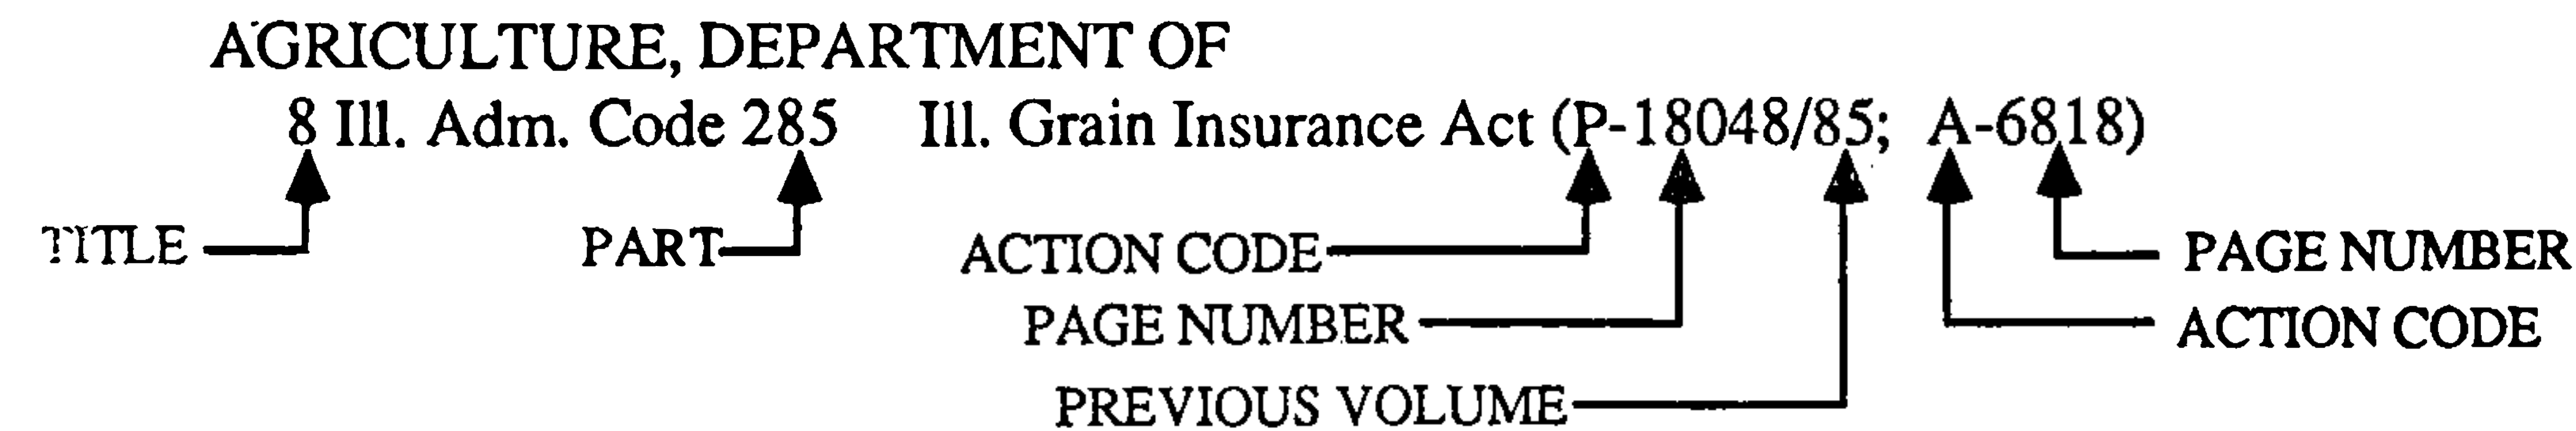 AGRICULTURE, DEPARTMENT OF
8 Ill. Adm. Code 285 Ill. Grain Insurance Act (P-18048/85; A-6818)
TITLE PART ACTION CODE PAGE NUMBER
PAGE NUMBER ACTION CODE
PREVIOUS VOLUME